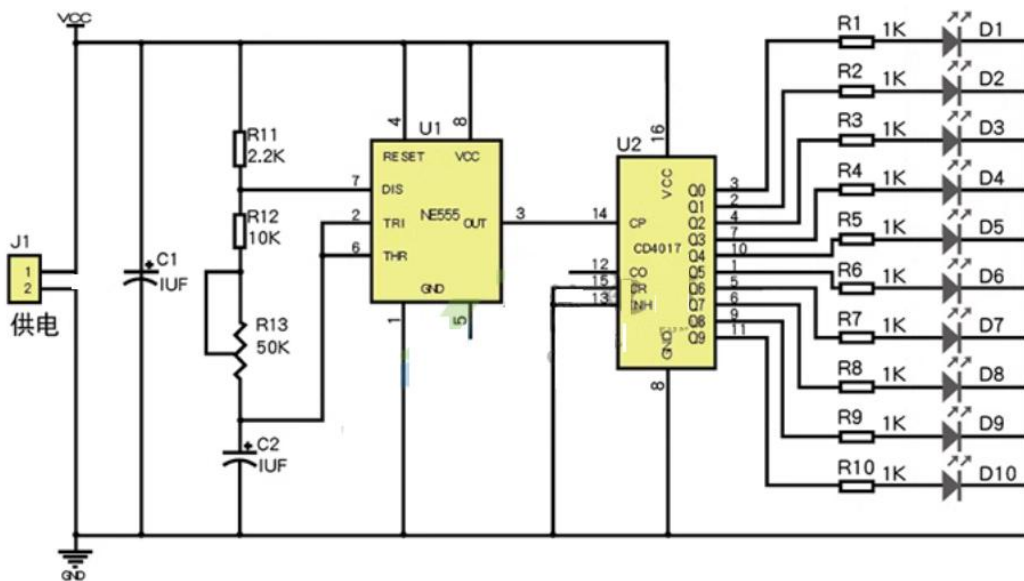 VCC
J1
1
2
供电
GND
C1
1UF
R11
2.2K
R12
10K
R13
50K
C2
1UF
U1
4
8
RESET
VCC
7
DIS
2
TRI
NE555
OUT
3
6
THR
GND
1
5
U2
16
VCC
14
CP
CD4017
12
CO
15
CR
13
INH
GND
8
Q0
3
Q1
2
Q2
4
Q3
7
Q4
10
Q5
1
Q6
5
Q7
6
Q8
9
Q9
11
R1 1K D1
R2 1K D2
R3 1K D3
R4 1K D4
R5 1K D5
R6 1K D6
R7 1K D7
R8 1K D8
R9 1K D9
R10 1K D10